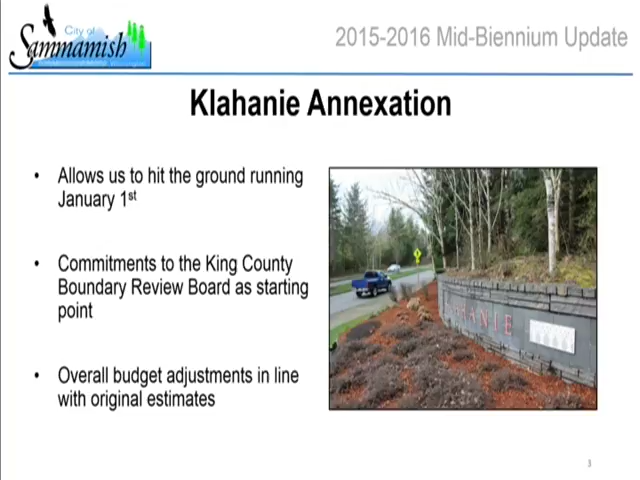 City of
Sammamish
2015-2016 Mid-Biennium Update
Klahanie Annexation
• Allows us to hit the ground running
January 1st
• Commitments to the King County
Boundary Review Board as starting
point
• Overall budget adjustments in line
with original estimates
3